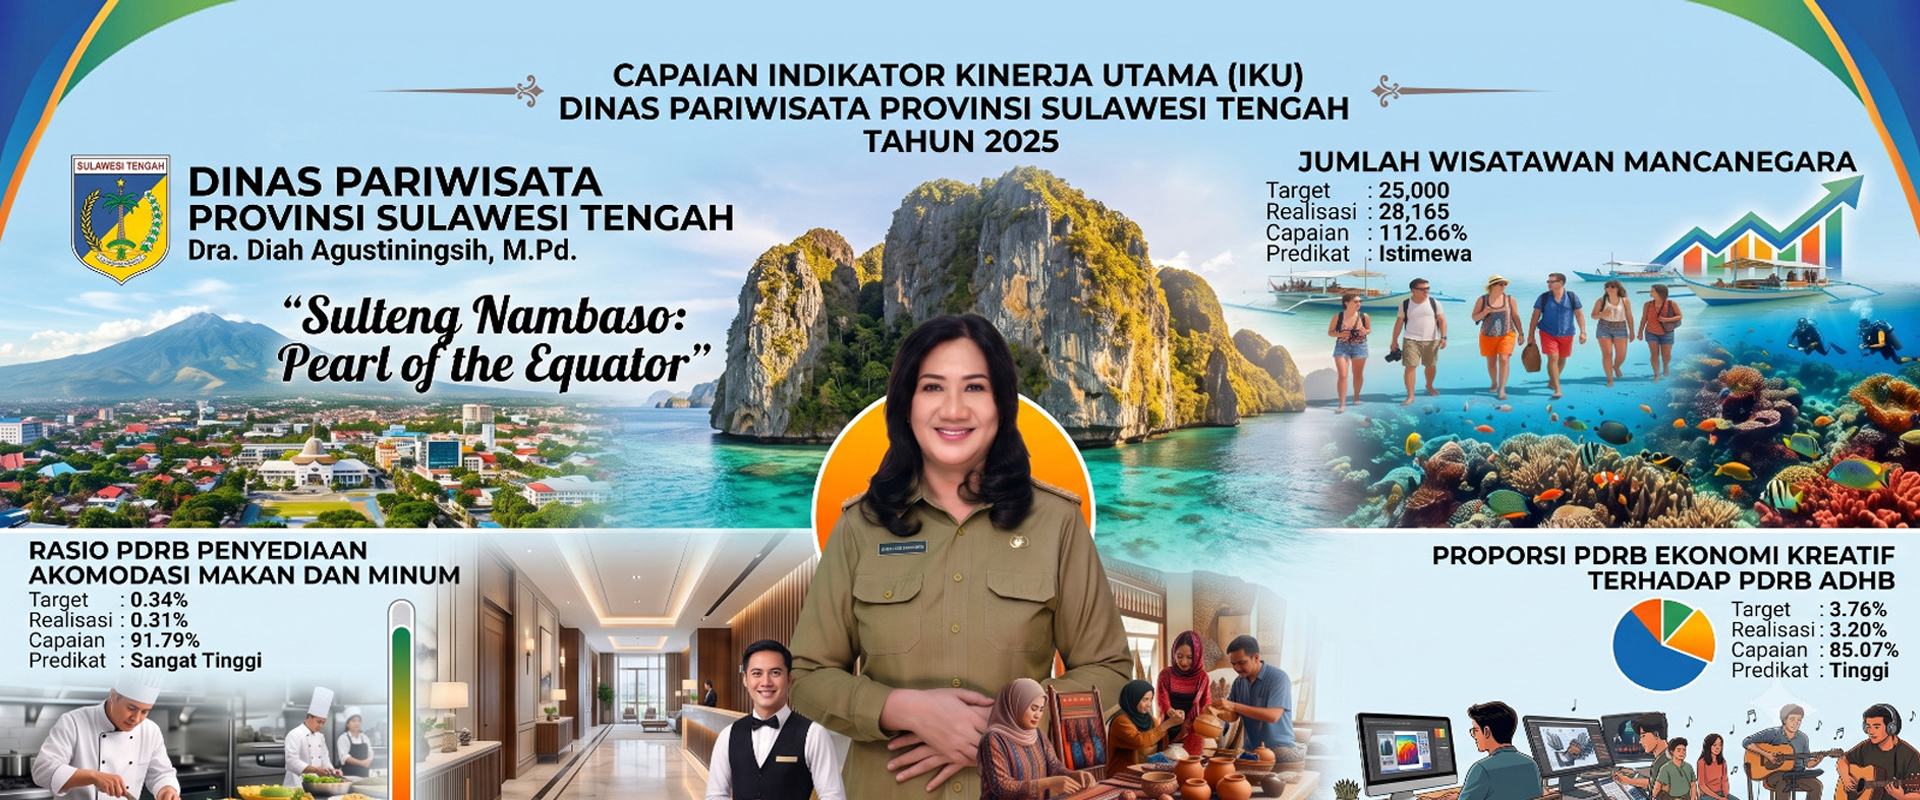 CAPAIAN INDIKATOR KINERJA UTAMA (IKU)
DINAS PARIWISATA PROVINSI SULAWESI TENGAH
TAHUN 2025
SULAWESI TENGAH
DINAS PARIWISATA
PROVINSI SULAWESI TENGAH
Dra. Diah Agustiningsih, M.Pd.
“Sulteng Nambaso:
Pearl of the Equator”
JUMLAH WISATAWAN MANCANEGARA
Target : 25,000
Realisasi : 28,165
Capaian : 112.66%
Predikat : Istimewa
RASIO PDRB PENYEDIAAN
AKOMODASI MAKAN DAN MINUM
Target : 0.34%
Realisasi : 0.31%
Capaian : 91.79%
Predikat : Sangat Tinggi
PROPORSI PDRB EKONOMI KREATIF
TERHADAP PDRB ADHB
Target : 3.76%
Realisasi : 3.20%
Capaian : 85.07%
Predikat : Tinggi